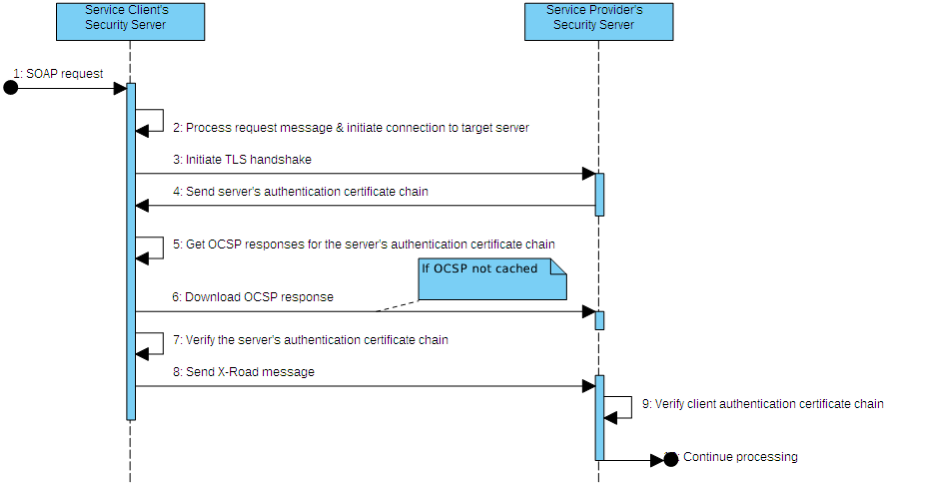 Service Client's
Security Server
Service Provider's
Security Server
1: SOAP request
2: Process request message & initiate connection to target server
3: Initiate TLS handshake
4: Send server's authentication certificate chain
5: Get OCSP responses for the server's authentication certificate chain
If OCSP not cached
6: Download OCSP response
7: Verify the server's authentication certificate chain
8: Send X-Road message
9: Verify client authentication certificate chain
: Continue processing